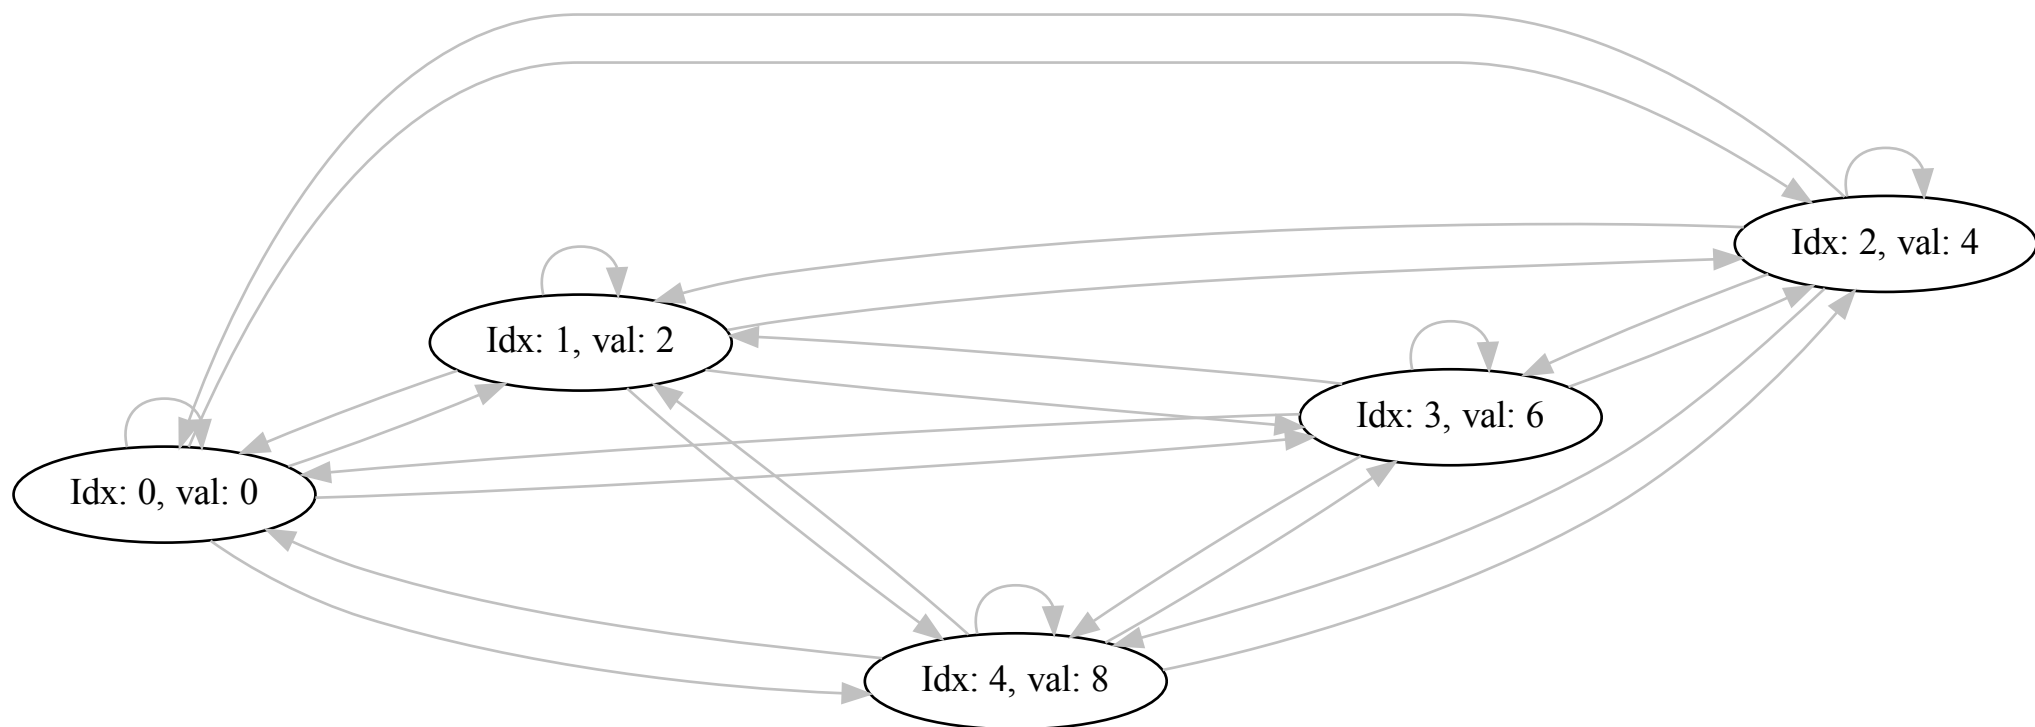 Idx: 2, val: 4
Idx: 1, val: 2
Idx: 3, val: 6
Idx: 0, val: 0
Idx: 4, val: 8